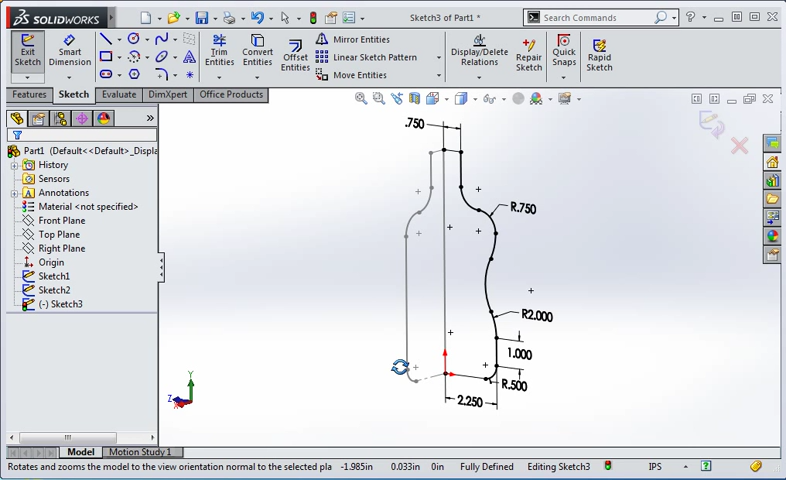 SOLIDWORKS
Sketch3 of Part1 *
Search Commands
Exit Sketch
Smart Dimension
Trim Entities
Convert Entities
Offset Entities
Mirror Entities
Linear Sketch Pattern
Move Entities
Display/Delete Relations
Repair Sketch
Quick Snaps
Rapid Sketch
Features
Sketch
Evaluate
DimXpert
Office Products
Part1 (Default<<Default>_Displa
History
Sensors
Annotations
Material <not specified>
Front Plane
Top Plane
Right Plane
Origin
Sketch1
Sketch2
(-) Sketch3
.750
R.750
R2.000
1.000
R.500
2.250
Y
Z
X
Model
Motion Study 1
Rotates and zooms the model to the view orientation normal to the selected pla
-1.985in
0.033in
0in
Fully Defined
Editing Sketch3
IPS